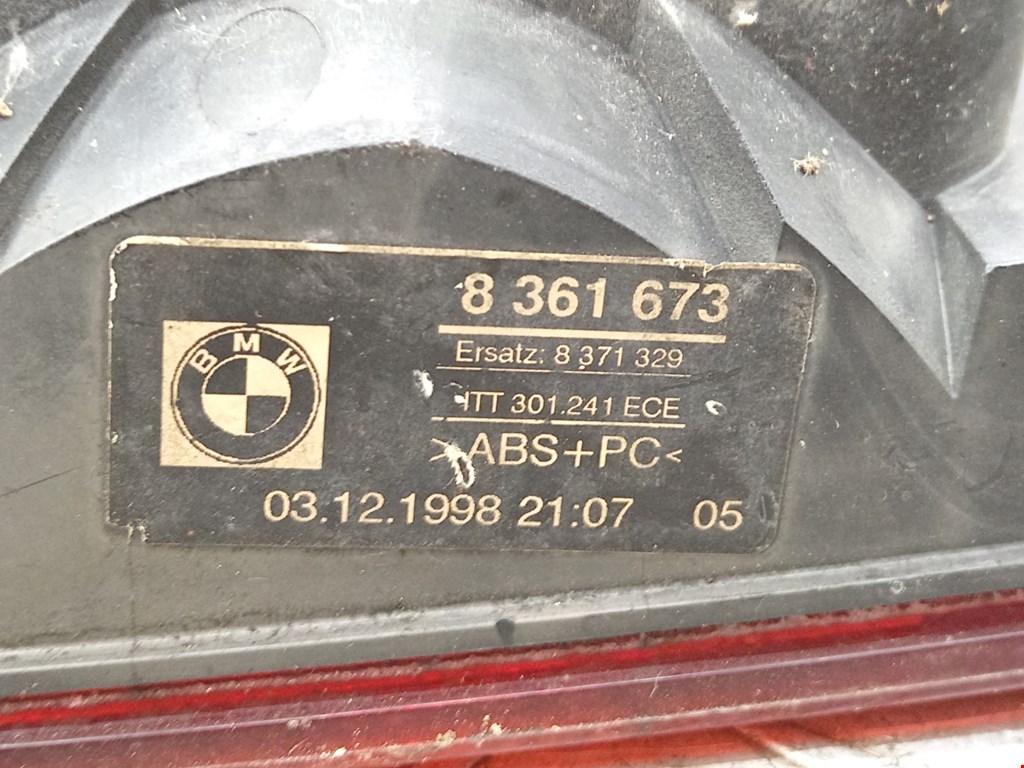 BMW
8 361 673
Ersatz: 8 371 329
ITT 301.241 ECE
>ABS+PC<
03.12.1998 21:07 05